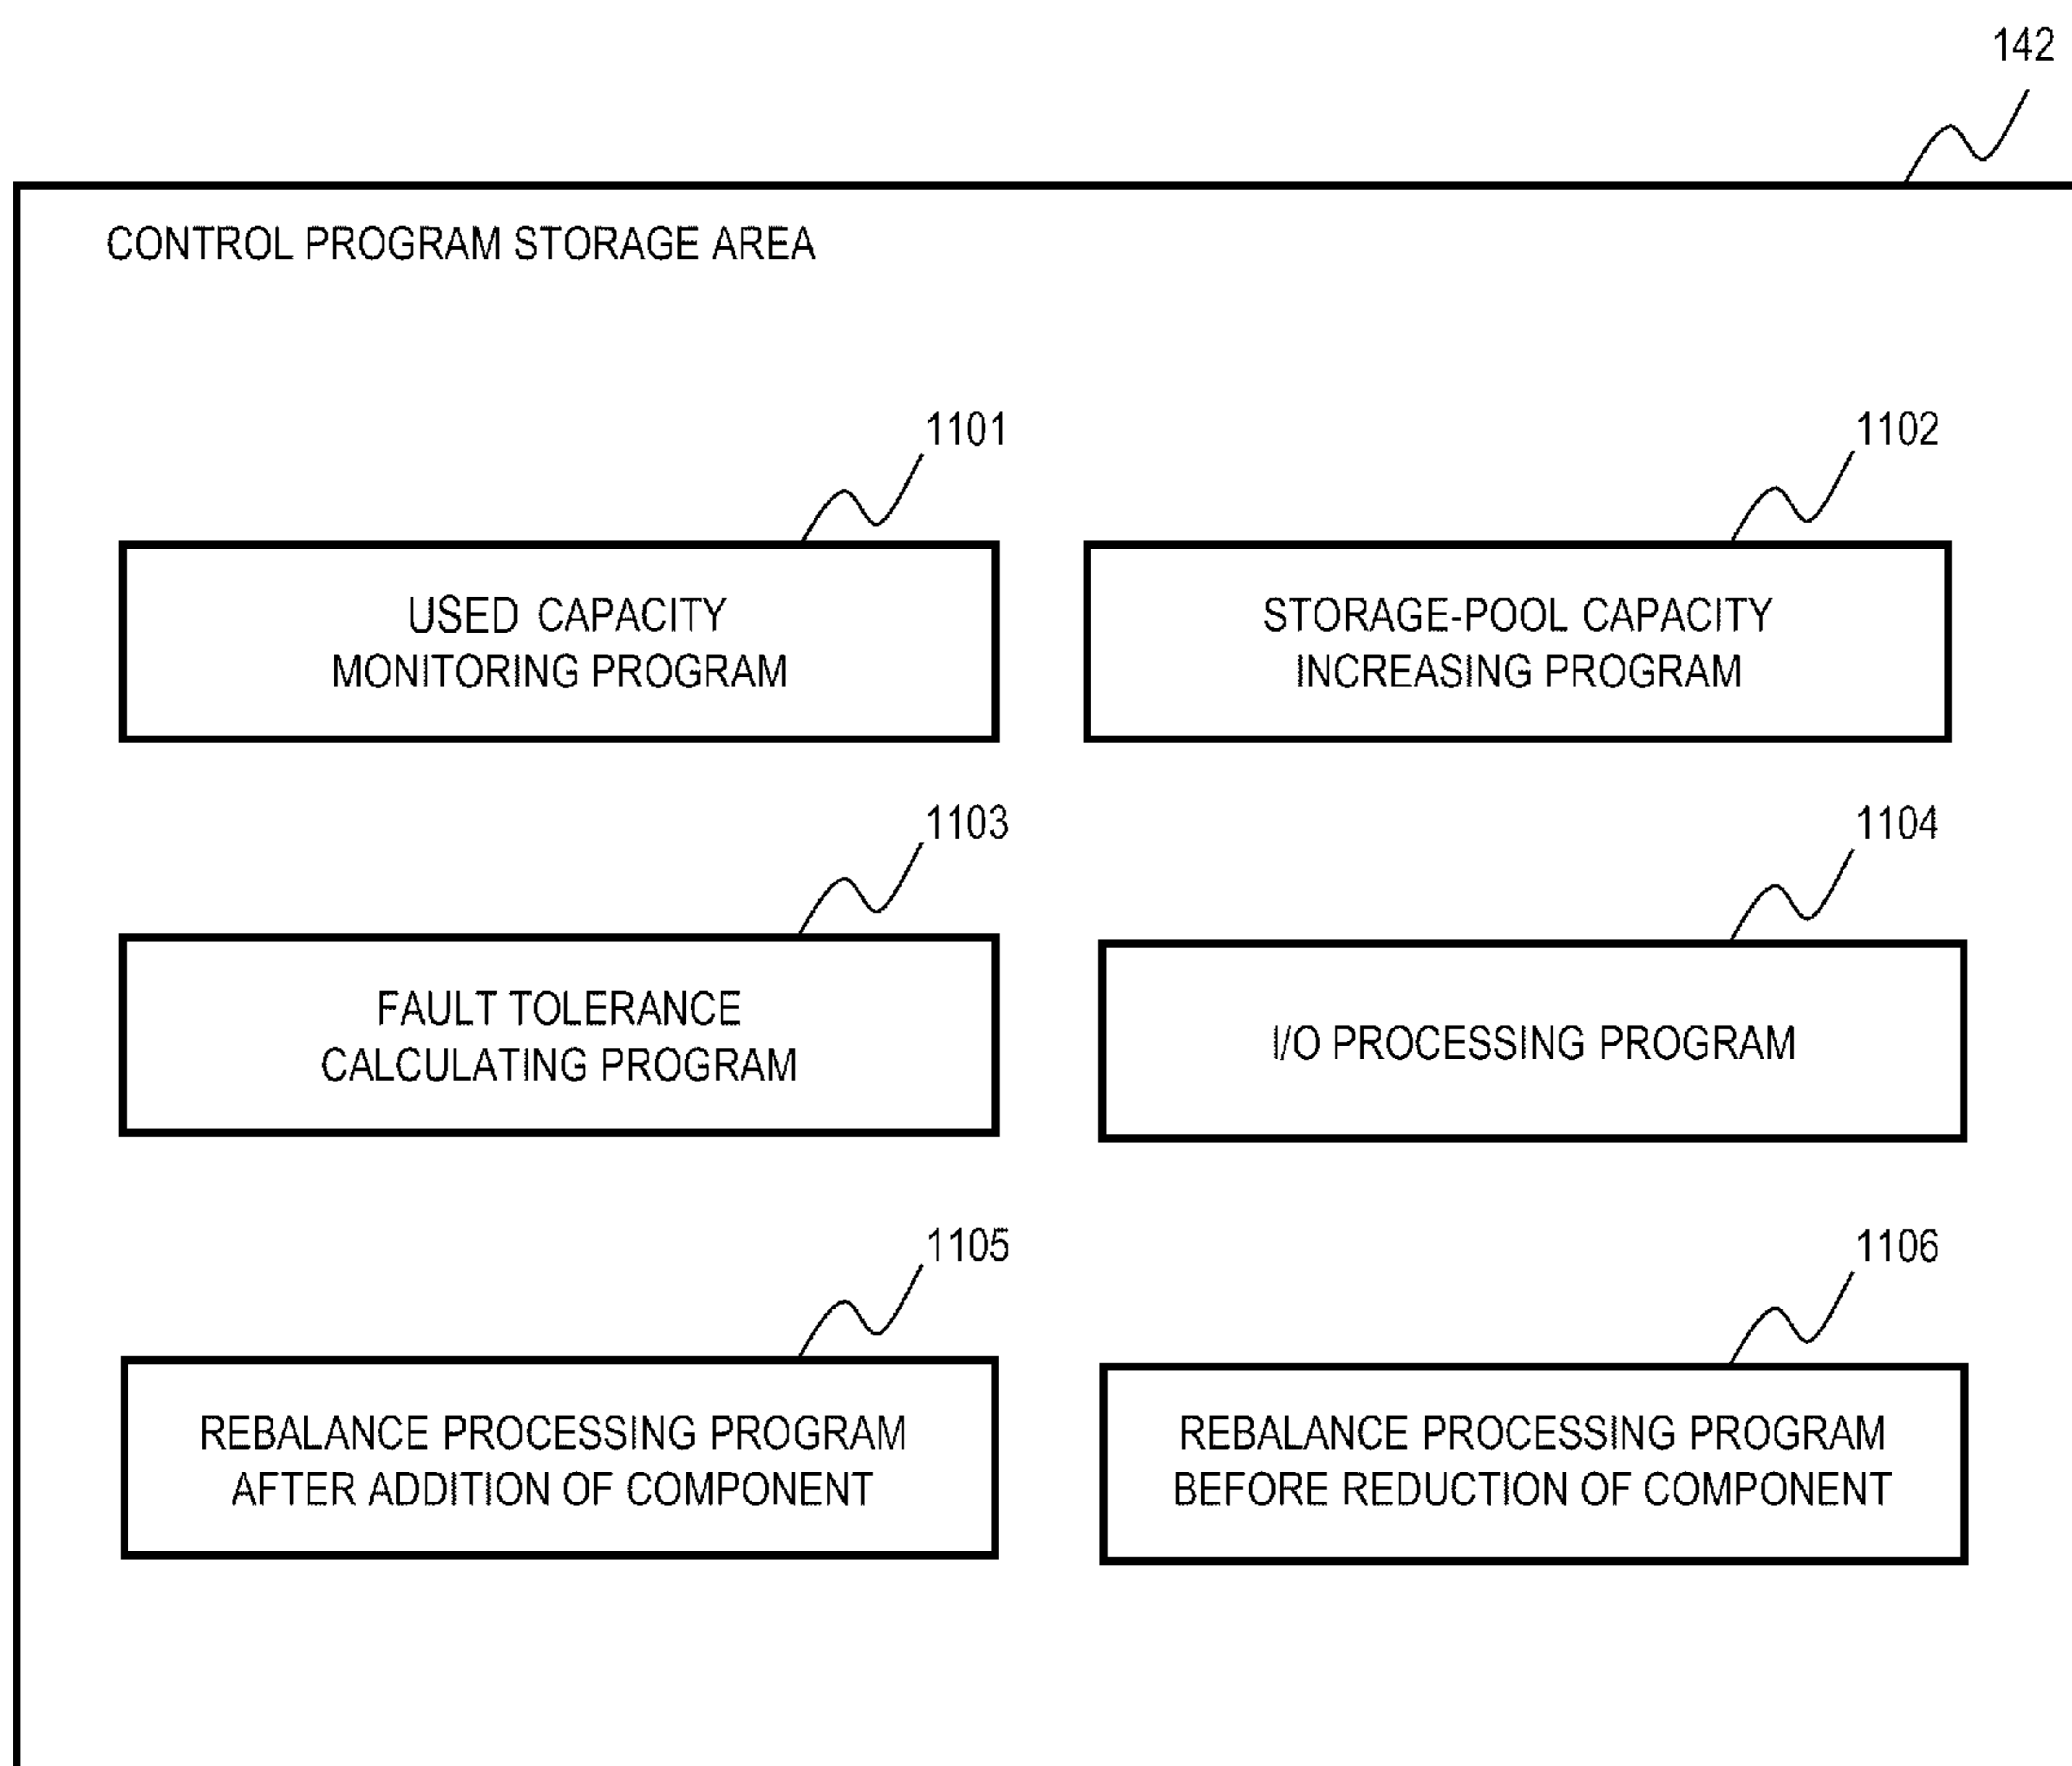 142
CONTROL PROGRAM STORAGE AREA
1101
USED CAPACITY
MONITORING PROGRAM
1102
STORAGE-POOL CAPACITY
INCREASING PROGRAM
1103
FAULT TOLERANCE
CALCULATING PROGRAM
1104
I/O PROCESSING PROGRAM
1105
REBALANCE PROCESSING PROGRAM
AFTER ADDITION OF COMPONENT
1106
REBALANCE PROCESSING PROGRAM
BEFORE REDUCTION OF COMPONENT